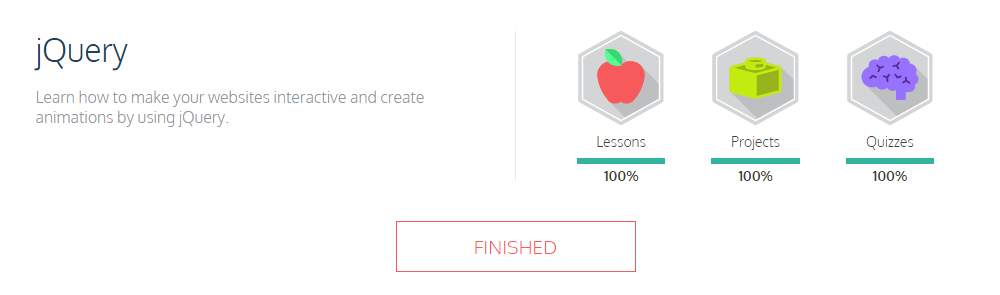 jQuery
Learn how to make your websites interactive and create
animations by using jQuery.
Lessons
100%
Projects
100%
Quizzes
100%
FINISHED